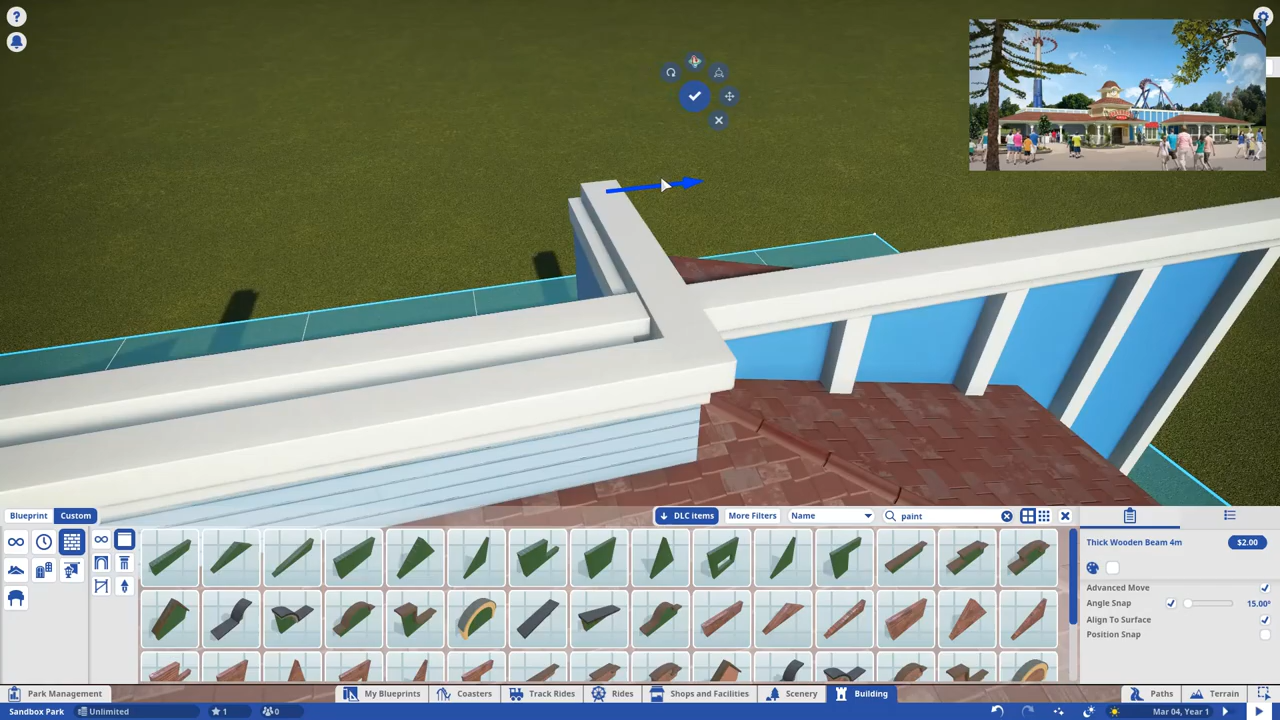 Blueprint
Custom
DLC items
More Filters
Name
paint
Thick Wooden Beam 4m
$2.00
Advanced Move
Angle Snap
15.00°
Align To Surface
Position Snap
Park Management
My Blueprints
Coasters
Track Rides
Rides
Shops and Facilities
Scenery
Building
Paths
Terrain
Sandbox Park
Unlimited
1
0
Mar 04, Year 1